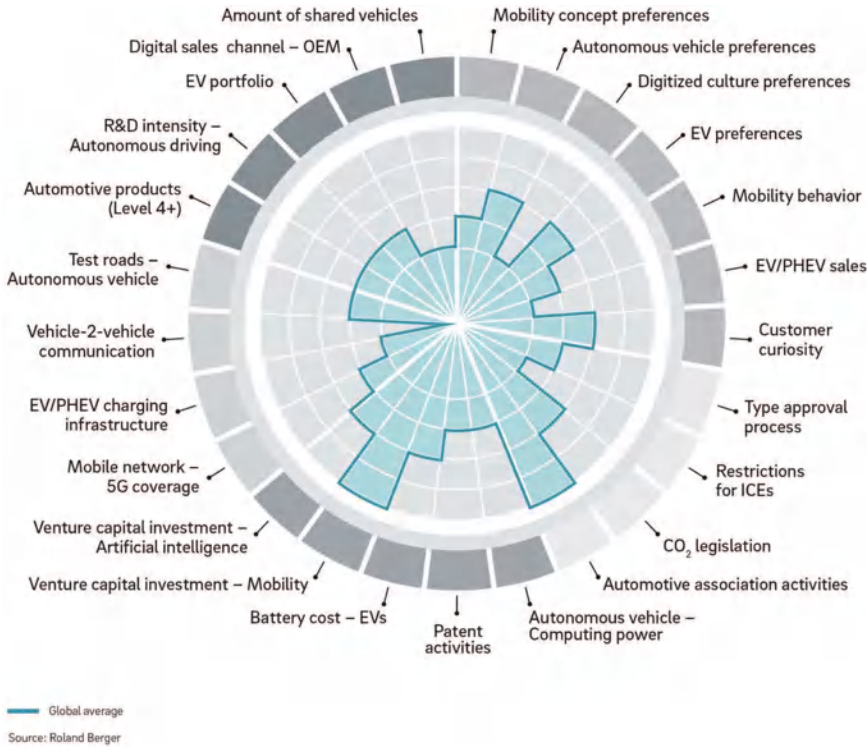 Amount of shared vehicles
Mobility concept preferences
Digital sales channel – OEM
Autonomous vehicle preferences
EV portfolio
Digitized culture preferences
R&D intensity –
Autonomous driving
EV preferences
Automotive products
(Level 4+)
Mobility behavior
Test roads –
Autonomous vehicle
EV/PHEV sales
Vehicle-2-vehicle
communication
Customer
curiosity
EV/PHEV charging
infrastructure
Type approval
process
Mobile network –
5G coverage
Restrictions
for ICEs
Venture capital investment –
Artificial intelligence
CO₂ legislation
Venture capital investment – Mobility
Automotive association activities
Battery cost – EVs
Patent
activities
Autonomous vehicle –
Computing power
Global average
Source: Roland Berger